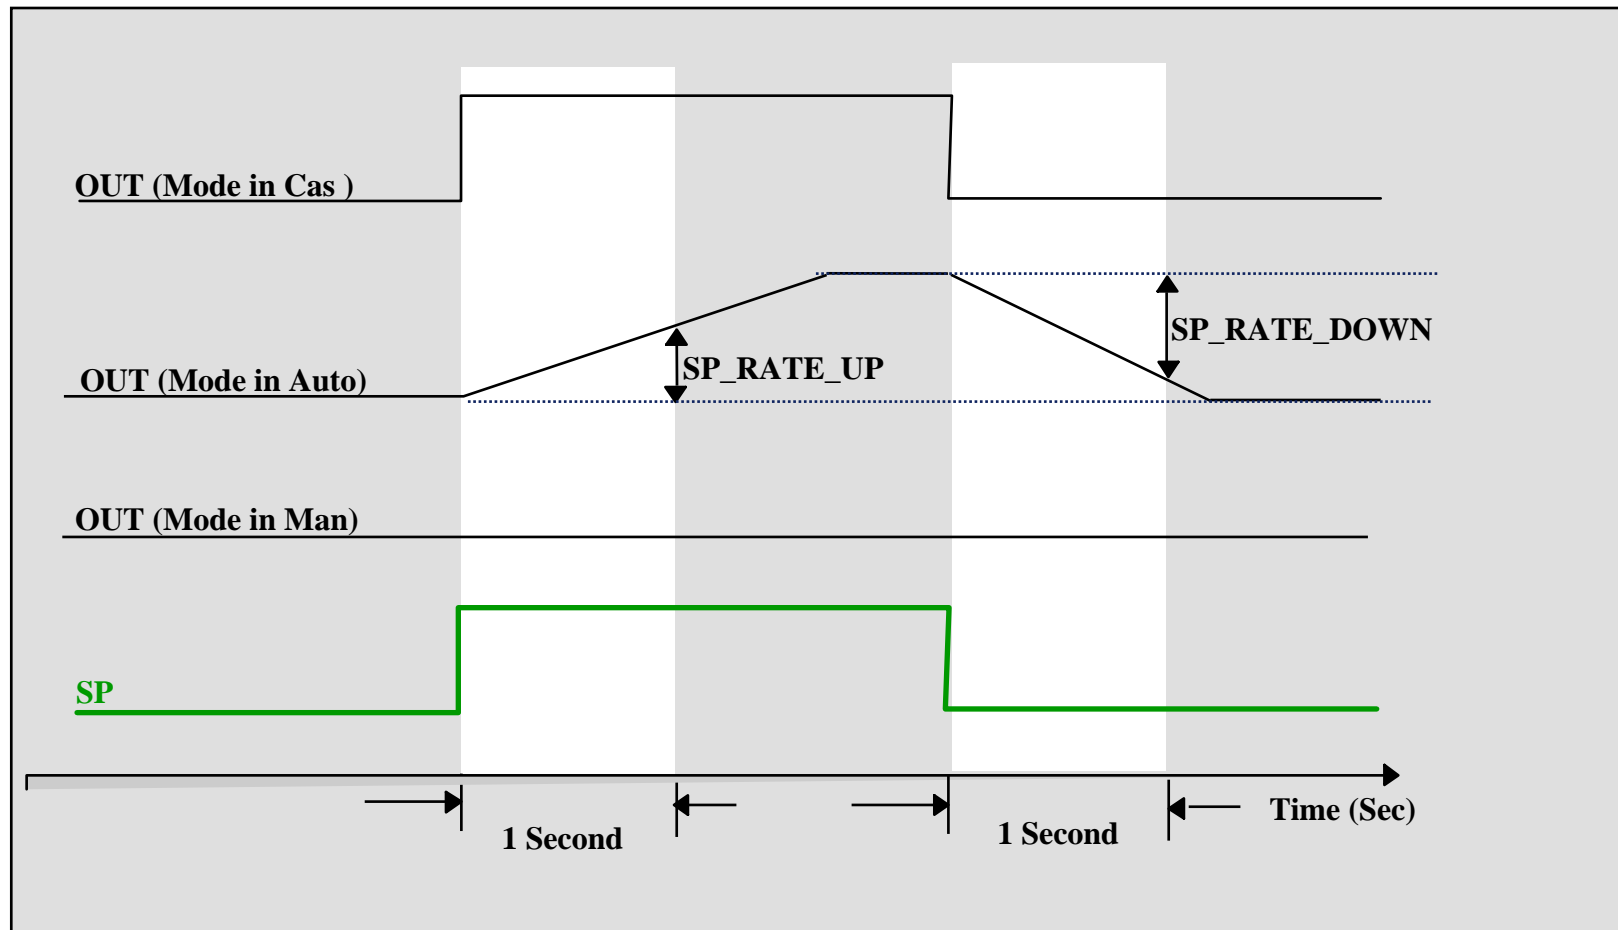 OUT (Mode in Cas )
SP_RATE_DOWN
SP_RATE_UP
OUT (Mode in Auto)
OUT (Mode in Man)
SP
Time (Sec)
1 Second
1 Second